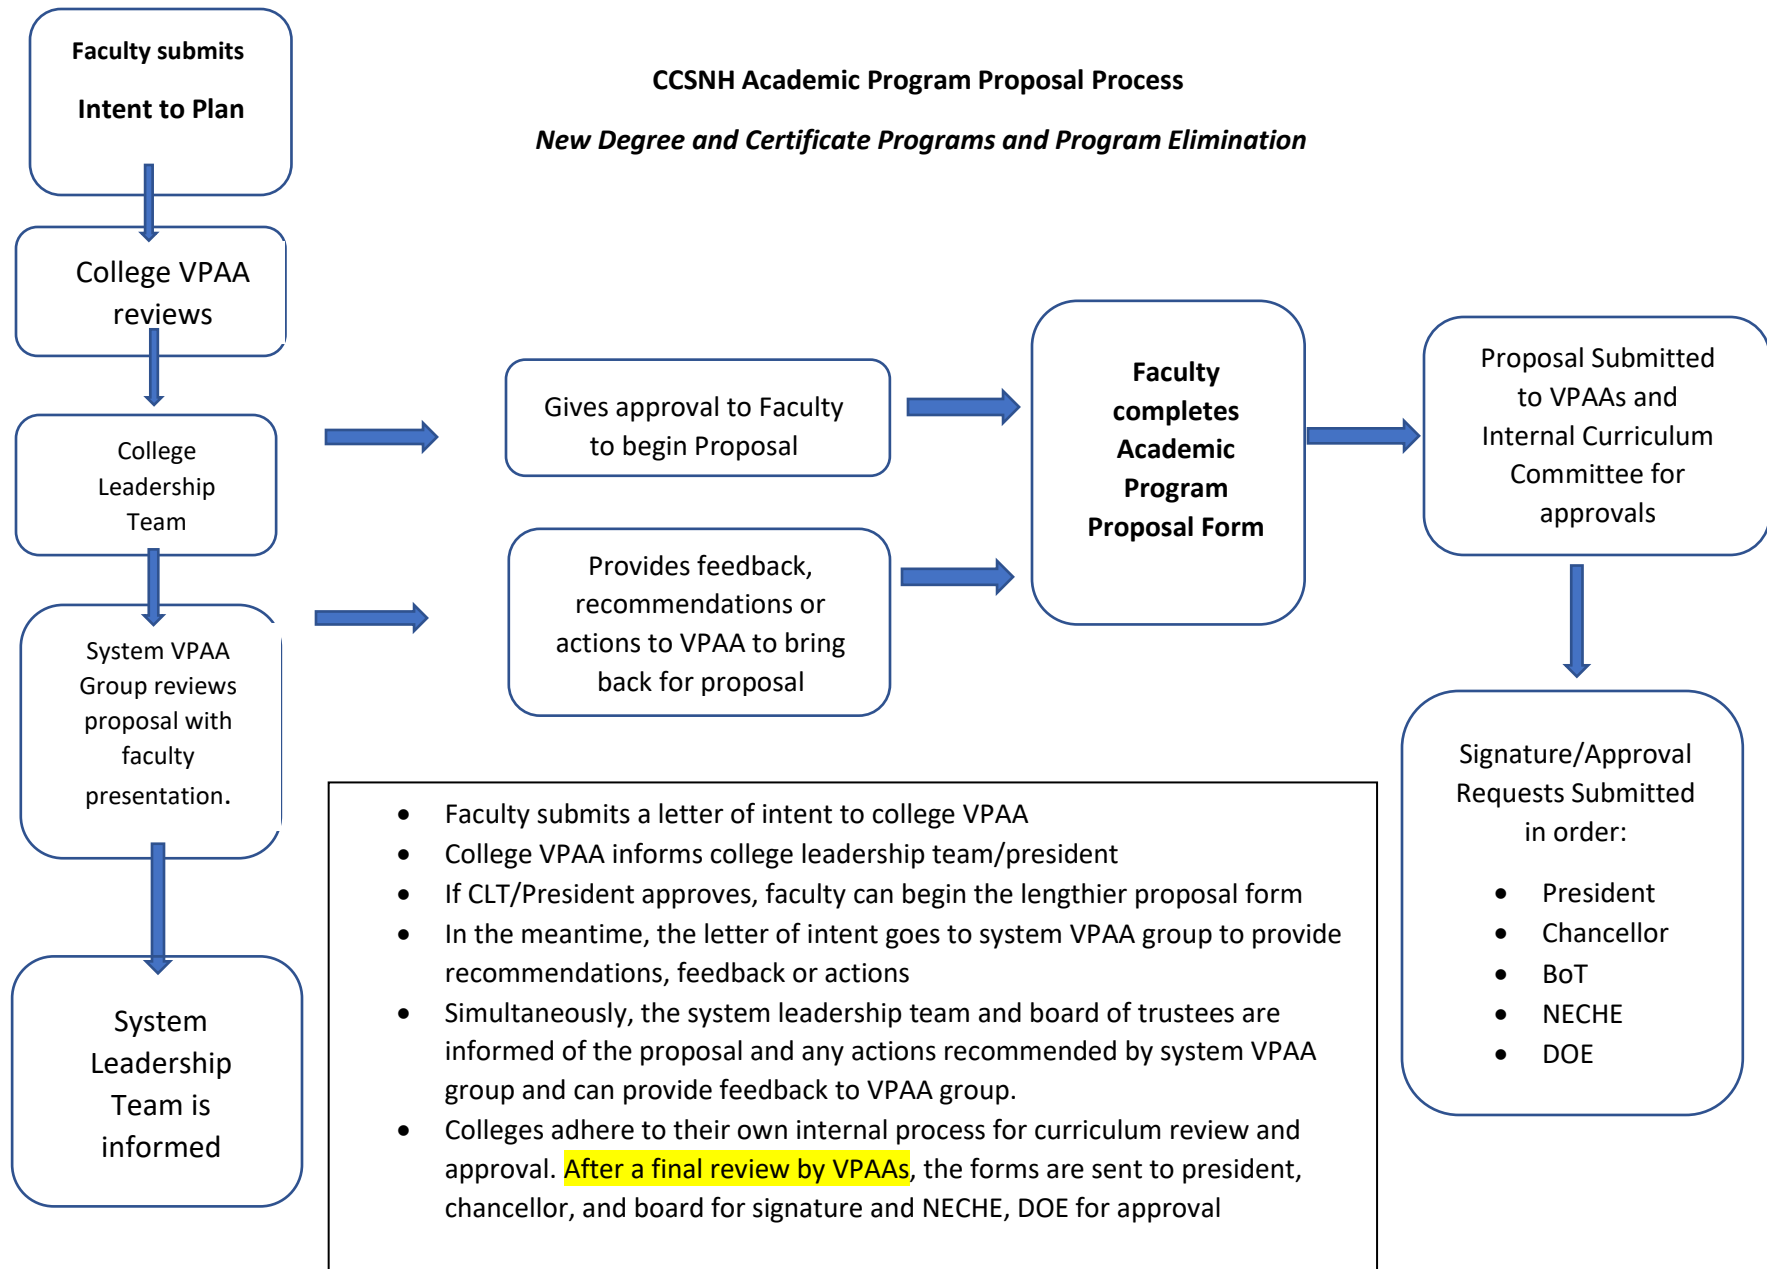 Faculty submits
Intent to Plan
CCSNH Academic Program Proposal Process
New Degree and Certificate Programs and Program Elimination
College VPAA
reviews
College
Leadership
Team
System VPAA
Group reviews
proposal with
faculty
presentation.
System
Leadership
Team is
informed
Gives approval to Faculty
to begin Proposal
Provides feedback,
recommendations or
actions to VPAA to bring
back for proposal
Faculty
completes
Academic
Program
Proposal Form
Proposal Submitted
to VPAAs and
Internal Curriculum
Committee for
approvals
Signature/Approval
Requests Submitted
in order:
• President
• Chancellor
• BoT
• NECHE
• DOE
• Faculty submits a letter of intent to college VPAA
• College VPAA informs college leadership team/president
• If CLT/President approves, faculty can begin the lengthier proposal form
• In the meantime, the letter of intent goes to system VPAA group to provide
recommendations, feedback or actions
• Simultaneously, the system leadership team and board of trustees are
informed of the proposal and any actions recommended by system VPAA
group and can provide feedback to VPAA group.
• Colleges adhere to their own internal process for curriculum review and
approval. After a final review by VPAAs, the forms are sent to president,
chancellor, and board for signature and NECHE, DOE for approval